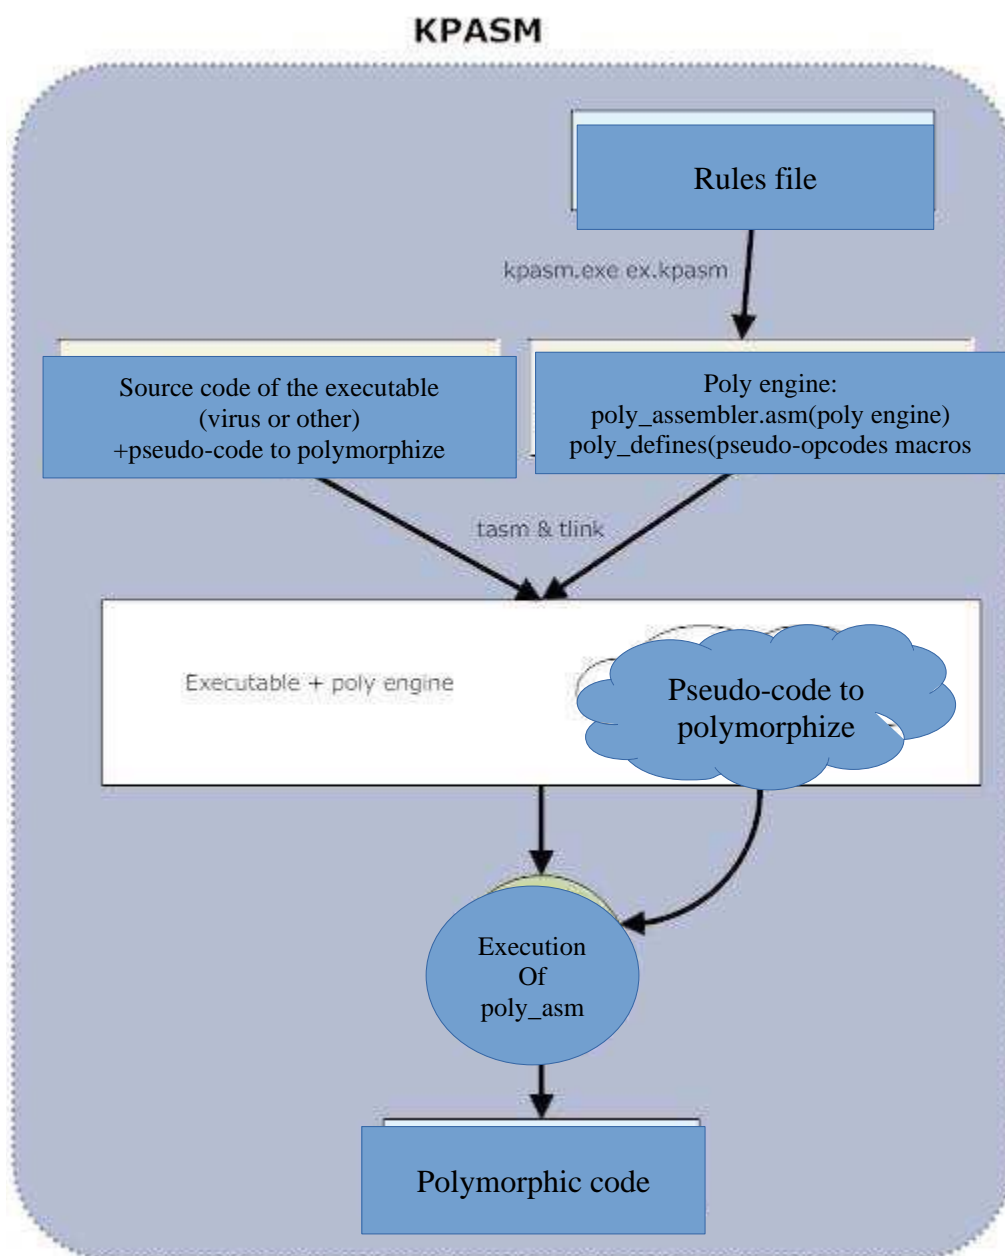 KPASM
Rules file
kpasm.exe ex.kpasm
Source code of the executable
(virus or other)
+pseudo-code to polymorphize
Poly engine:
poly_assembler.asm(poly engine)
poly_defines(pseudo-opcodes macros
tasm & tlink
Executable + poly engine
Pseudo-code to
polymorphize
Execution
Of
poly_asm
Polymorphic code